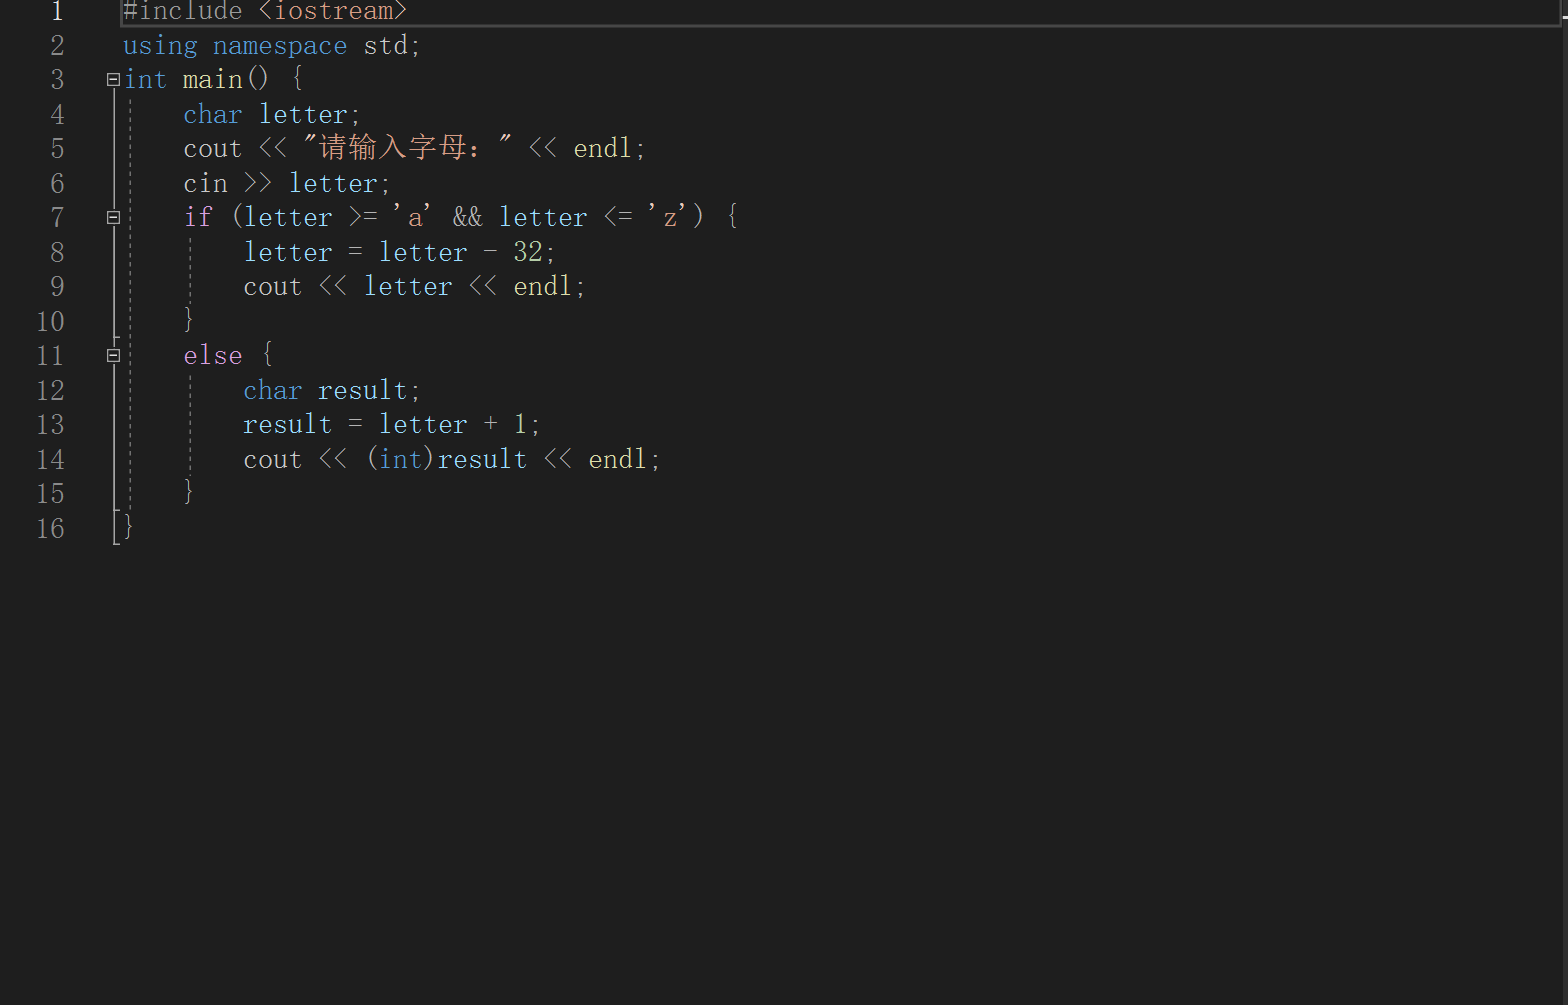 1 #include <iostream>
2 using namespace std;
3 int main() {
4 char letter;
5 cout << "请输入字母：" << endl;
6 cin >> letter;
7 if (letter >= 'a' && letter <= 'z') {
8 letter = letter - 32;
9 cout << letter << endl;
10 }
11 else {
12 char result;
13 result = letter + 1;
14 cout << (int)result << endl;
15 }
16 }